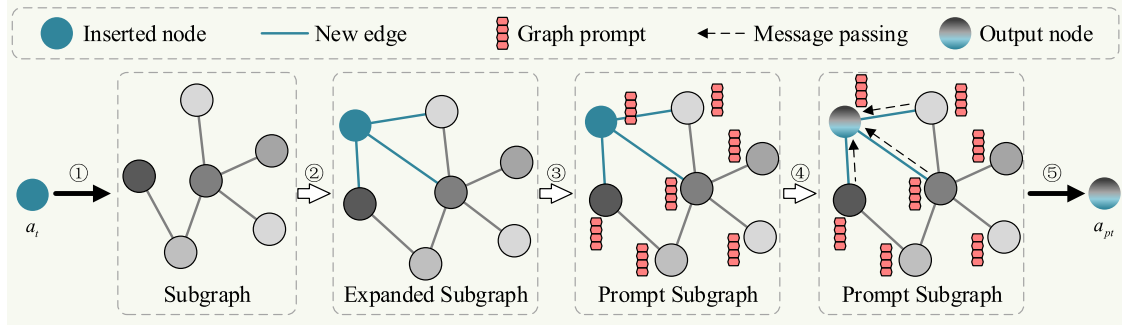 Inserted node New edge Graph prompt Message passing Output node
① ② ③ ④ ⑤
a_t a_pt
Subgraph Expanded Subgraph Prompt Subgraph Prompt Subgraph